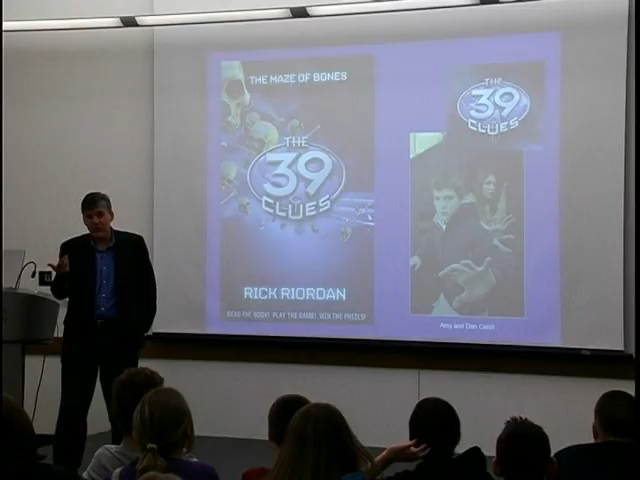 THE MAZE OF BONES
THE
39
CLUES
RICK RIORDAN
READ THE BOOK! PLAY THE GAME! WIN THE PRIZES!
THE
39
CLUES
Amy and Dan Cahill